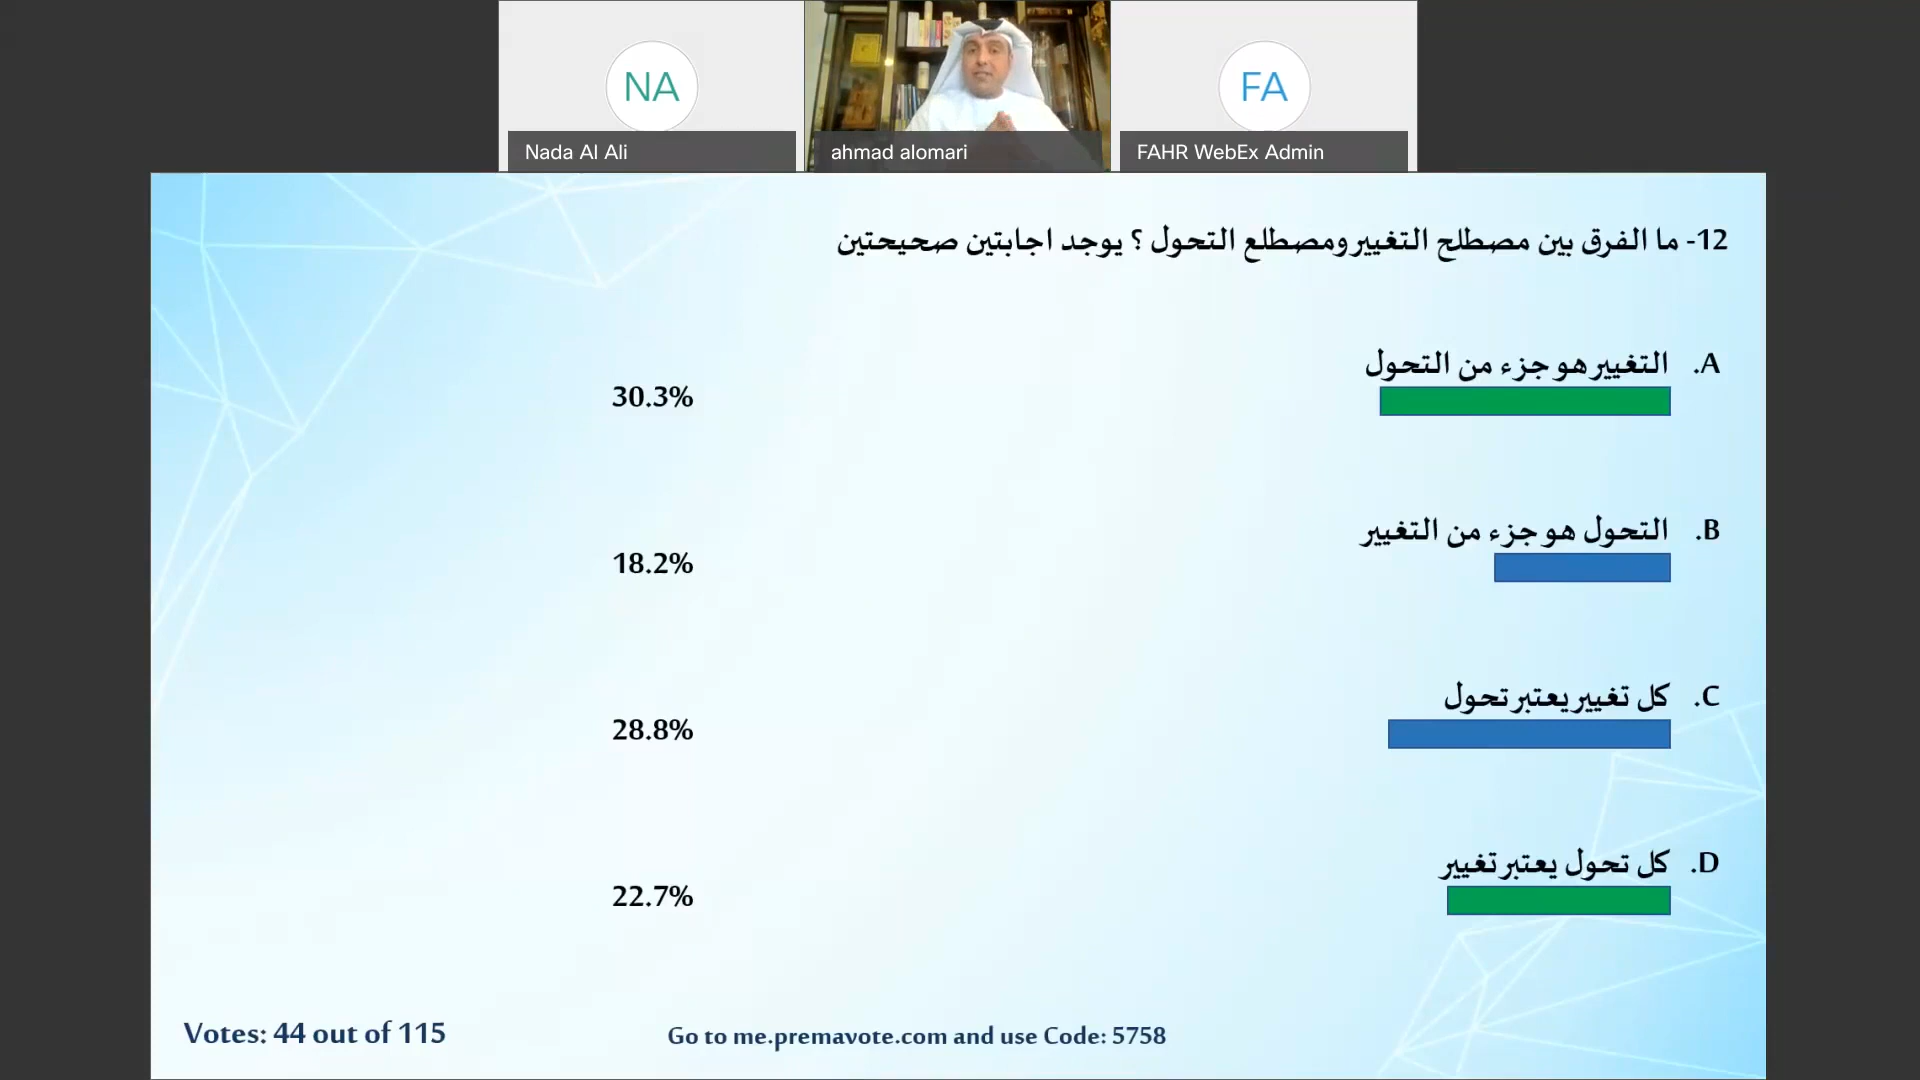 NA
FA
Nada Al Ali
ahmad alomari
FAHR WebEx Admin
12- ما الفرق بين مصطلح التغيير ومصطلع التحول ؟ يوجد اجابتين صحيحتين
A. التغيير هو جزء من التحول
30.3%
B. التحول هو جزء من التغيير
18.2%
C. كل تغيير يعتبر تحول
28.8%
D. كل تحول يعتبر تغيير
22.7%
Votes: 44 out of 115
Go to me.premavote.com and use Code: 5758